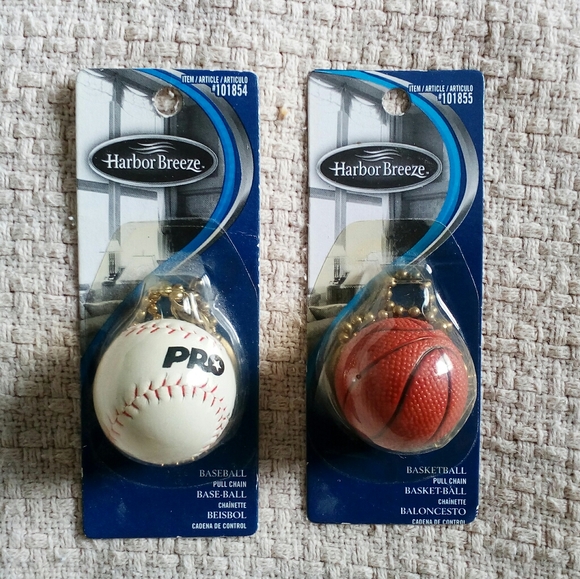 ITEM / ARTICLE / ARTICULO
#101854
Harbor Breeze
PRO
BASEBALL
PULL CHAIN
BASE-BALL
CHAÎNETTE
BEISBOL
CADENA DE CONTROL
ITEM / ARTICLE / ARTICULO
#101855
Harbor Breeze
BASKETBALL
PULL CHAIN
BASKET-BALL
CHAÎNETTE
BALONCESTO
CADENA DE CONTROL